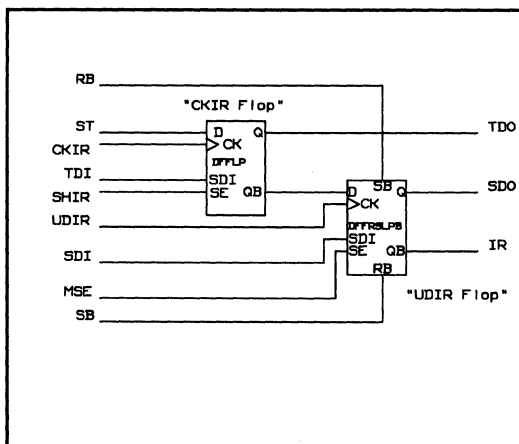 RB
"CKIR Flop"
ST
D Q
TDO
CKIR
CK
DFFLP
TDI
SDI
SB
SHIR
SE QB
D Q
SDO
UDIR
CK
DFFRSLPB
SDI
SDI
SE QB
IR
MSE
RB
"UDIR Flop"
SB